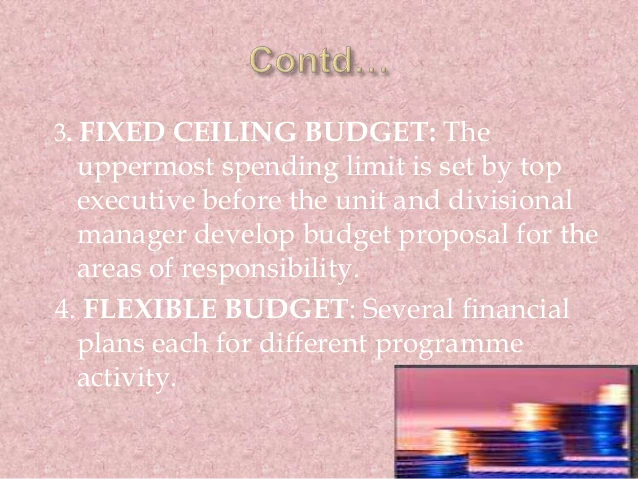 Contd...
3. FIXED CEILING BUDGET: The
uppermost spending limit is set by top
executive before the unit and divisional
manager develop budget proposal for the
areas of responsibility.
4. FLEXIBLE BUDGET: Several financial
plans each for different programme
activity.